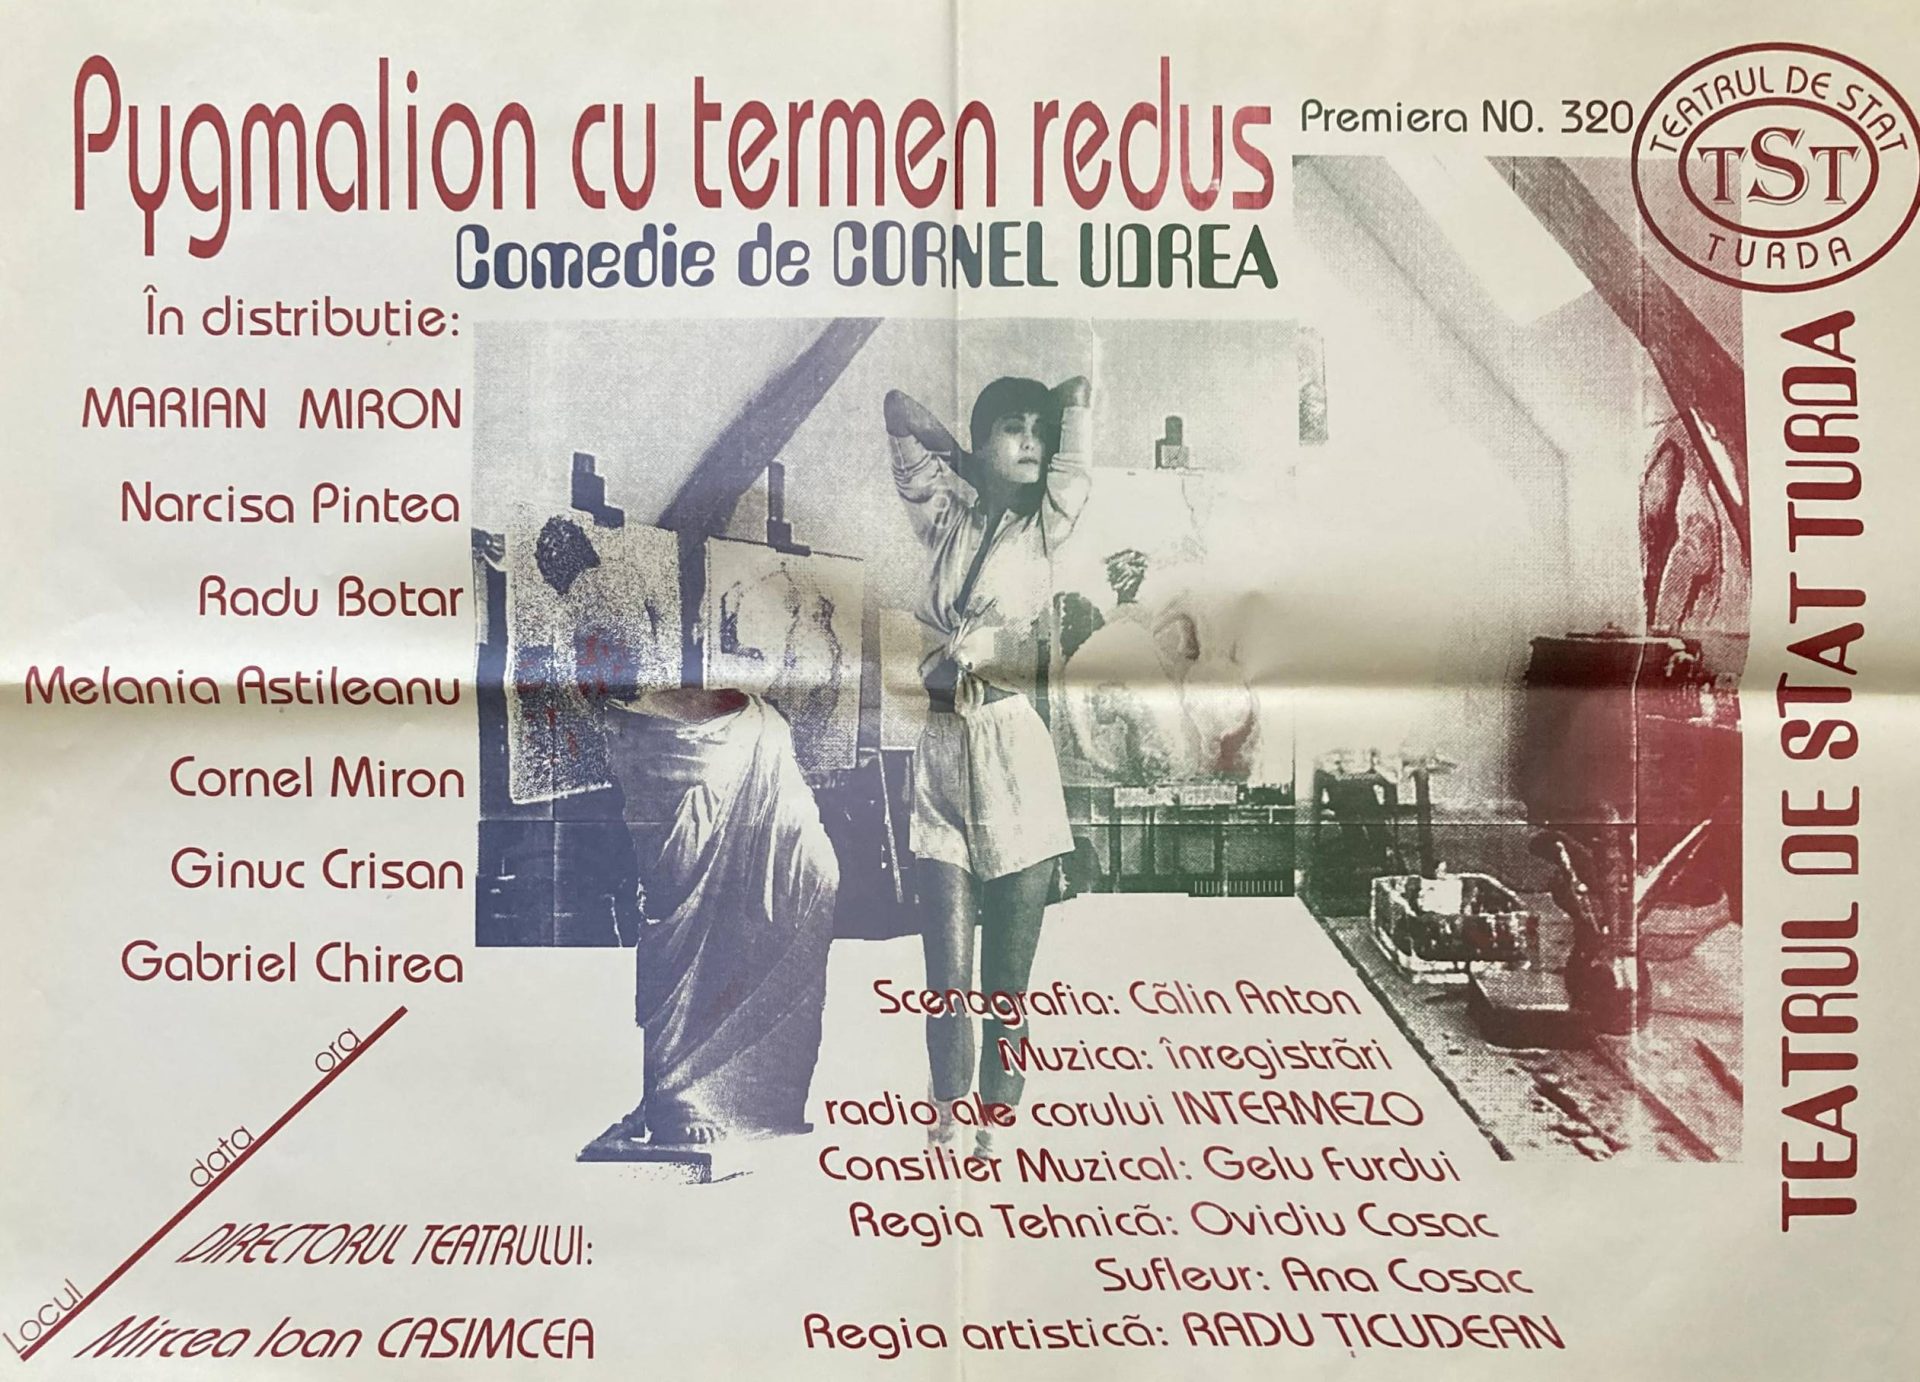 Pygmalion cu termen redus
Comedie de CORNEL UDREA
Premiera NO. 320
TEATRUL DE STAT
TST
TURDA
În distribuție:
MARIAN MIRON
Narcisa Pintea
Radu Botar
Melania Aștileanu
Cornel Miron
Ginuc Crisan
Gabriel Chirea
TEATRUL DE STAT TURDA
Locul data ora
DIRECTORUL TEATRULUI:
Mircea Ioan CASIMCEA
Scenografia: Călin Anton
Muzica: înregistrări
radio ale corului INTERMEZO
Consilier Muzical: Gelu Furdui
Regia Tehnică: Ovidiu Cosac
Sufleur: Ana Cosac
Regia artistică: RADU ȚICUDEAN